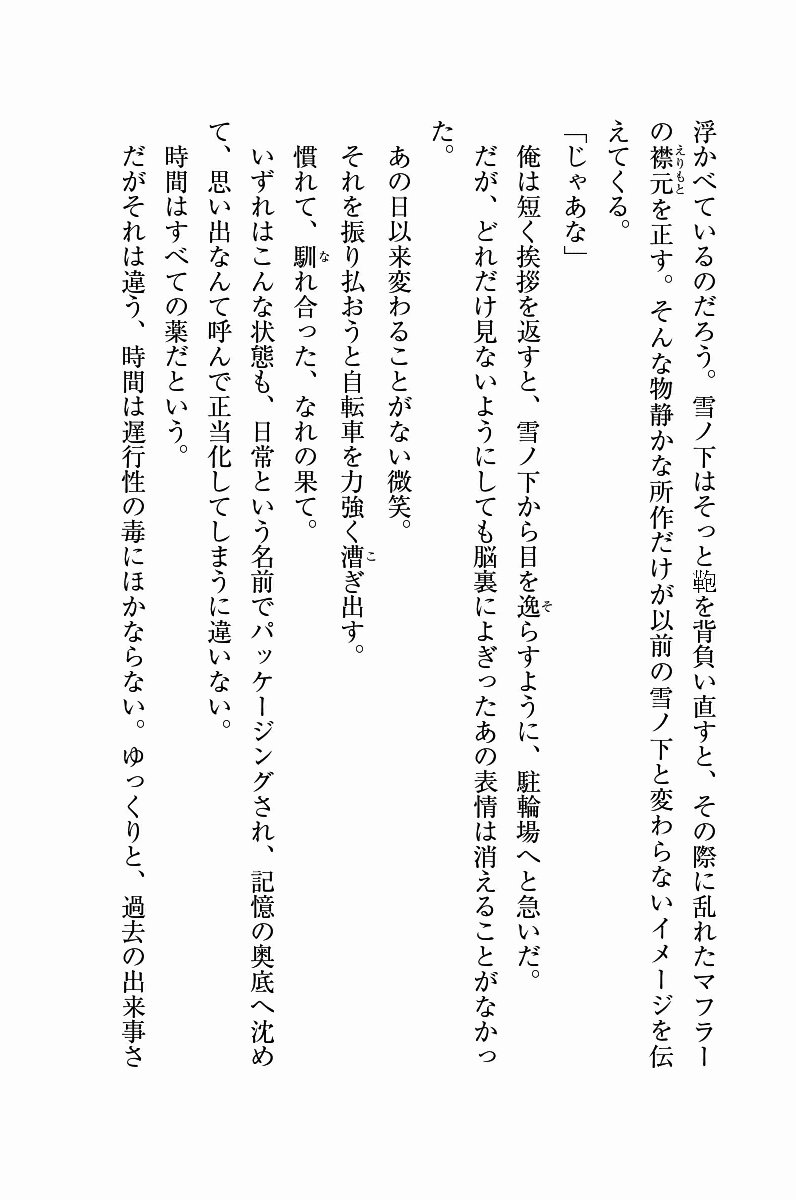 浮かべているのだろう。雪ノ下はそっと鞄を背負い直すと、その際に乱れたマフラー
の襟元を正す。そんな物静かな所作だけが以前の雪ノ下と変わらないイメージを伝
えりもと
えてくる。
「じゃあな」
俺は短く挨拶を返すと、雪ノ下から目を逸らすように、駐輪場へと急いだ。
そ
だが、どれだけ見ないようにしても脳裏によぎったあの表情は消えることがなかっ
た。
あの日以来変わることがない微笑。
それを振り払おうと自転車を力強く漕ぎ出す。
こ
慣れて、馴れ合った、なれの果て。
な
いずれはこんな状態も、日常という名前でパッケージングされ、記憶の奥底へ沈め
て、思い出なんて呼んで正当化してしまうに違いない。
時間はすべての薬だという。
だがそれは違う、時間は遅行性の毒にほかならない。ゆっくりと、過去の出来事さ